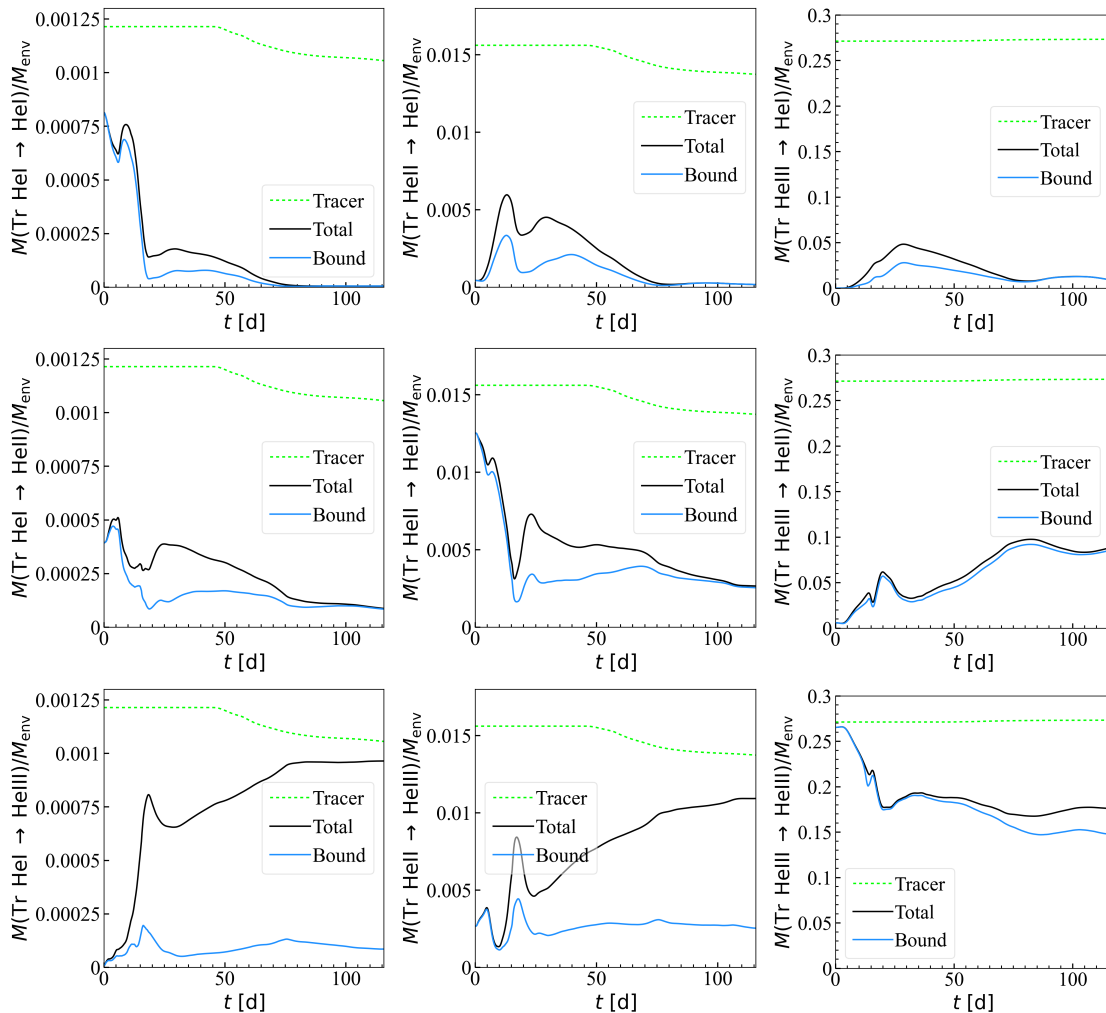 M(Tr HeI → HeI)/M_env
0.00125
0.001
0.00075
0.0005
0.00025
0
0
50
100
t [d]
Tracer
Total
Bound
M(Tr HeII → HeI)/M_env
0.015
0.01
0.005
0
0
50
100
t [d]
Tracer
Total
Bound
M(Tr HeIII → HeI)/M_env
0.3
0.25
0.2
0.15
0.1
0.05
0
0
50
100
t [d]
Tracer
Total
Bound
M(Tr HeI → HeII)/M_env
0.00125
0.001
0.00075
0.0005
0.00025
0
0
50
100
t [d]
Tracer
Total
Bound
M(Tr HeII → HeII)/M_env
0.015
0.01
0.005
0
0
50
100
t [d]
Tracer
Total
Bound
M(Tr HeIII → HeII)/M_env
0.3
0.25
0.2
0.15
0.1
0.05
0
0
50
100
t [d]
Tracer
Total
Bound
M(Tr HeI → HeIII)/M_env
0.00125
0.001
0.00075
0.0005
0.00025
0
0
50
100
t [d]
Tracer
Total
Bound
M(Tr HeII → HeIII)/M_env
0.015
0.01
0.005
0
0
50
100
t [d]
Tracer
Total
Bound
M(Tr HeIII → HeIII)/M_env
0.3
0.25
0.2
0.15
0.1
0.05
0
0
50
100
t [d]
Tracer
Total
Bound